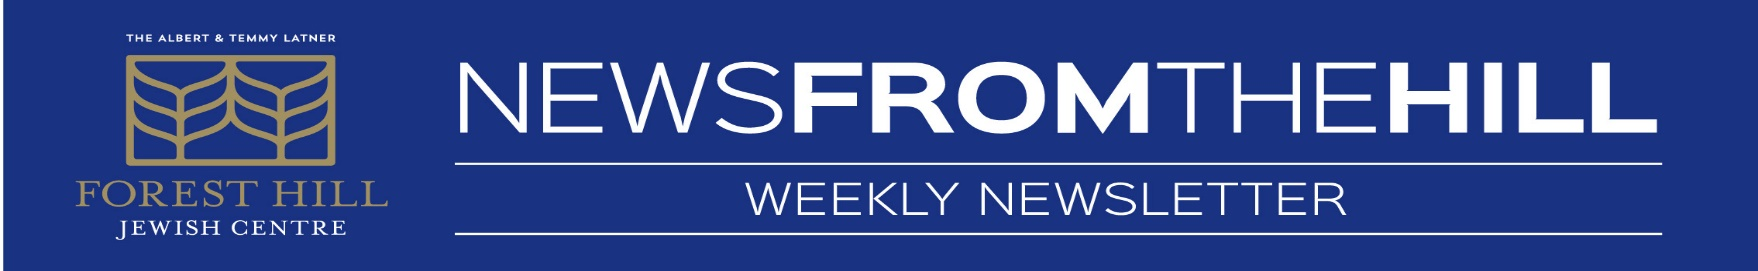 THE ALBERT & TEMMY LATNER
FOREST HILL
JEWISH CENTRE
NEWSFROMTHEHILL
WEEKLY NEWSLETTER